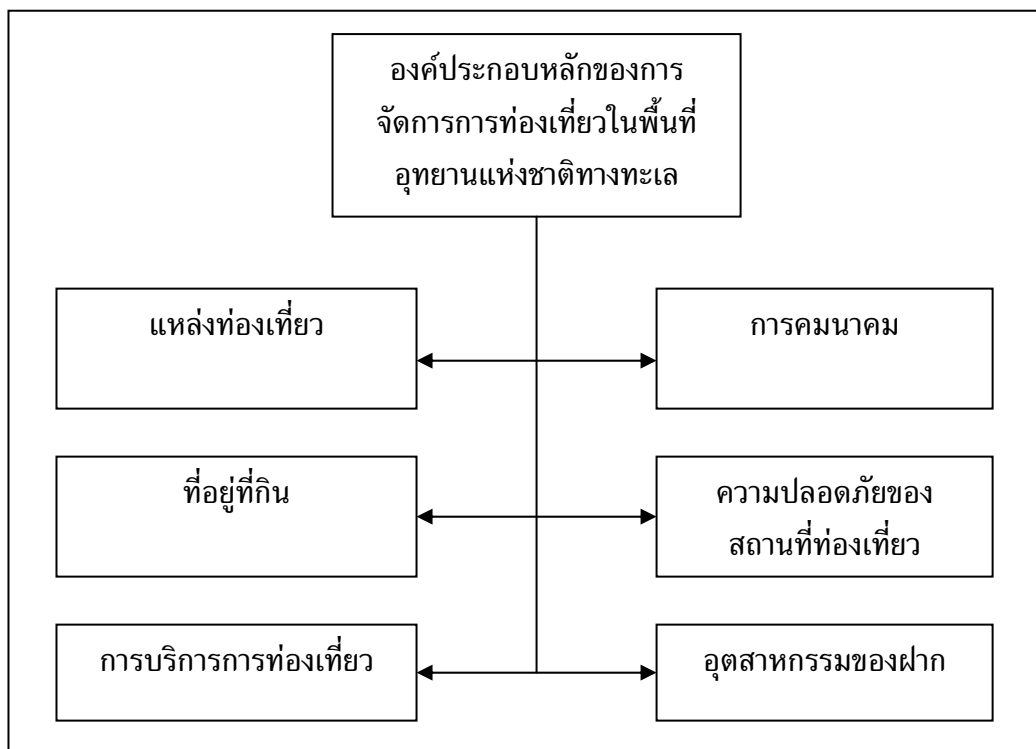 องค์ประกอบหลักของการ
จัดการการท่องเที่ยวในพื้นที่
อุทยานแห่งชาติทางทะเล
แหล่งท่องเที่ยว
การคมนาคม
ที่อยู่ที่กิน
ความปลอดภัยของ
สถานที่ท่องเที่ยว
การบริการการท่องเที่ยว
อุตสาหกรรมของฝาก